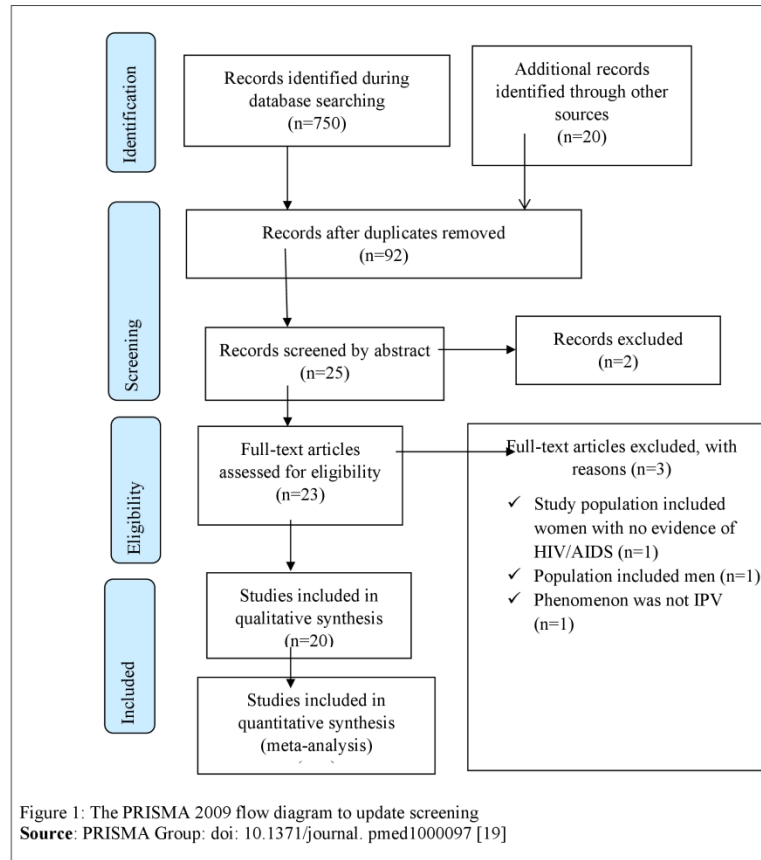 Identification
Records identified during
database searching
(n=750)
Additional records
identified through other
sources
(n=20)
Screening
Records after duplicates removed
(n=92)
Records screened by abstract
(n=25)
Records excluded
(n=2)
Eligibility
Full-text articles
assessed for eligibility
(n=23)
Full-text articles excluded, with
reasons (n=3)
✓ Study population included
women with no evidence of
HIV/AIDS (n=1)
✓ Population included men (n=1)
✓ Phenomenon was not IPV
(n=1)
Included
Studies included in
qualitative synthesis
(n=20)
Studies included in
quantitative synthesis
(meta-analysis)
Figure 1: The PRISMA 2009 flow diagram to update screening
Source: PRISMA Group: doi: 10.1371/journal. pmed1000097 [19]